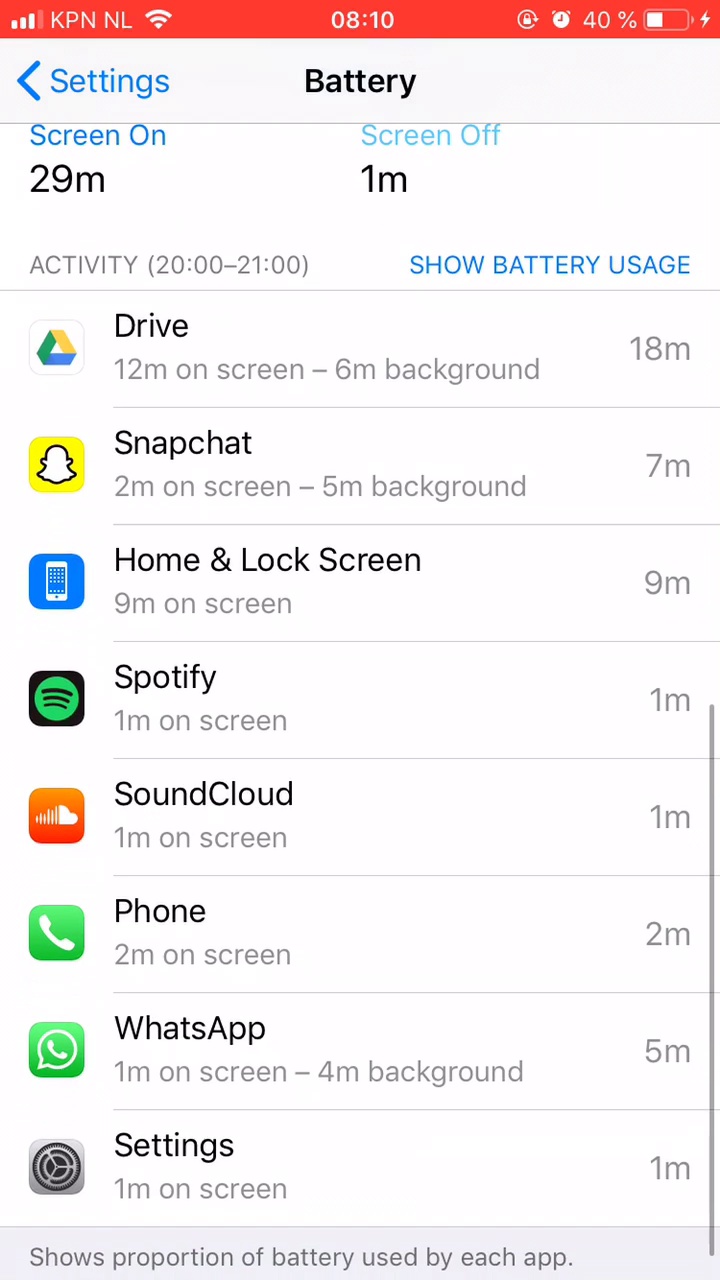 KPN NL 08:10 40 %
Settings Battery
Screen On Screen Off
29m 1m
ACTIVITY (20:00–21:00) SHOW BATTERY USAGE
Drive
12m on screen – 6m background 18m
Snapchat
2m on screen – 5m background 7m
Home & Lock Screen
9m on screen 9m
Spotify
1m on screen 1m
SoundCloud
1m on screen 1m
Phone
2m on screen 2m
WhatsApp
1m on screen – 4m background 5m
Settings
1m on screen 1m
Shows proportion of battery used by each app.